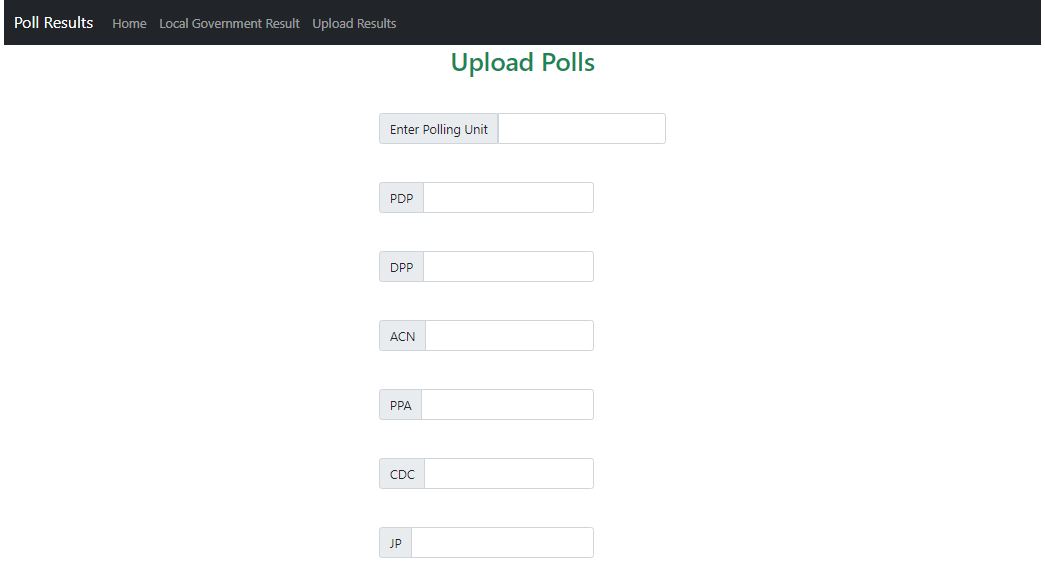 Poll Results Home Local Government Result Upload Results
Upload Polls
Enter Polling Unit
PDP
DPP
ACN
PPA
CDC
JP